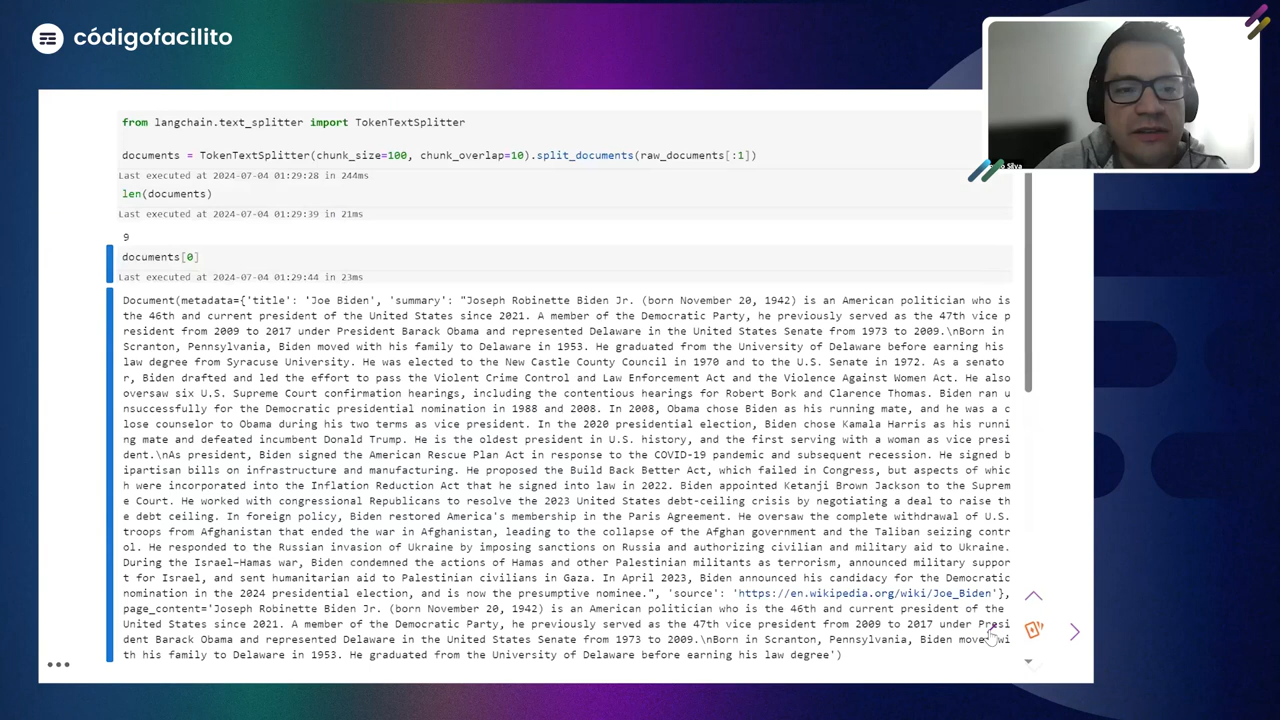 códigofacilito
from langchain.text_splitter import TokenTextSplitter
documents = TokenTextSplitter(chunk_size=100, chunk_overlap=10).split_documents(raw_documents[:1])
Last executed at 2024-07-04 01:29:28 in 244ms
len(documents)
Last executed at 2024-07-04 01:29:39 in 21ms
9
documents[0]
Last executed at 2024-07-04 01:29:44 in 23ms
Document(metadata={'title': 'Joe Biden', 'summary': "Joseph Robinette Biden Jr. (born November 20, 1942) is an American politician who is
the 46th and current president of the United States since 2021. A member of the Democratic Party, he previously served as the 47th vice p
resident from 2009 to 2017 under President Barack Obama and represented Delaware in the United States Senate from 1973 to 2009.\nBorn in
Scranton, Pennsylvania, Biden moved with his family to Delaware in 1953. He graduated from the University of Delaware before earning his
law degree from Syracuse University. He was elected to the New Castle County Council in 1970 and to the U.S. Senate in 1972. As a senato
r, Biden drafted and led the effort to pass the Violent Crime Control and Law Enforcement Act and the Violence Against Women Act. He also
oversaw six U.S. Supreme Court confirmation hearings, including the contentious hearings for Robert Bork and Clarence Thomas. Biden ran u
nsuccessfully for the Democratic presidential nomination in 1988 and 2008. In 2008, Obama chose Biden as his running mate, and he was a c
lose counselor to Obama during his two terms as vice president. In the 2020 presidential election, Biden chose Kamala Harris as his runni
ng mate and defeated incumbent Donald Trump. He is the oldest president in U.S. history, and the first serving with a woman as vice presi
dent.\nAs president, Biden signed the American Rescue Plan Act in response to the COVID-19 pandemic and subsequent recession. He signed b
ipartisan bills on infrastructure and manufacturing. He proposed the Build Back Better Act, which failed in Congress, but aspects of whic
h were incorporated into the Inflation Reduction Act that he signed into law in 2022. Biden appointed Ketanji Brown Jackson to the Suprem
e Court. He worked with congressional Republicans to resolve the 2023 United States debt-ceiling crisis by negotiating a deal to raise th
e debt ceiling. In foreign policy, Biden restored America's membership in the Paris Agreement. He oversaw the complete withdrawal of U.S.
troops from Afghanistan that ended the war in Afghanistan, leading to the collapse of the Afghan government and the Taliban seizing contr
ol. He responded to the Russian invasion of Ukraine by imposing sanctions on Russia and authorizing civilian and military aid to Ukraine.
During the Israel–Hamas war, Biden condemned the actions of Hamas and other Palestinian militants as terrorism, announced military suppor
t for Israel, and sent humanitarian aid to Palestinian civilians in Gaza. In April 2023, Biden announced his candidacy for the Democratic
nomination in the 2024 presidential election, and is now the presumptive nominee.", 'source': 'https://en.wikipedia.org/wiki/Joe_Biden'},
page_content='Joseph Robinette Biden Jr. (born November 20, 1942) is an American politician who is the 46th and current president of the
United States since 2021. A member of the Democratic Party, he previously served as the 47th vice president from 2009 to 2017 under Presi
dent Barack Obama and represented Delaware in the United States Senate from 1973 to 2009.\nBorn in Scranton, Pennsylvania, Biden moved wi
th his family to Delaware in 1953. He graduated from the University of Delaware before earning his law degree')
Silva